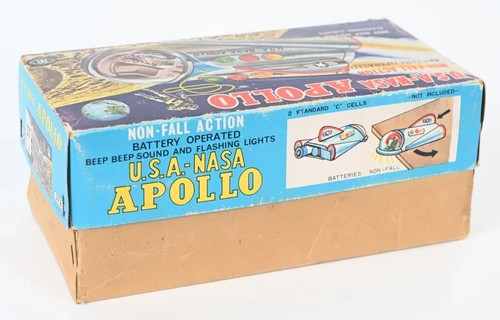 U.S.A.-NASA APOLLO
NON-FALL ACTION
BATTERY OPERATED
BEEP BEEP SOUND AND FLASHING LIGHTS
U.S.A.-NASA
APOLLO
2 STANDARD "C" CELLS
NOT INCLUDED
BATTERIES NON-FALL